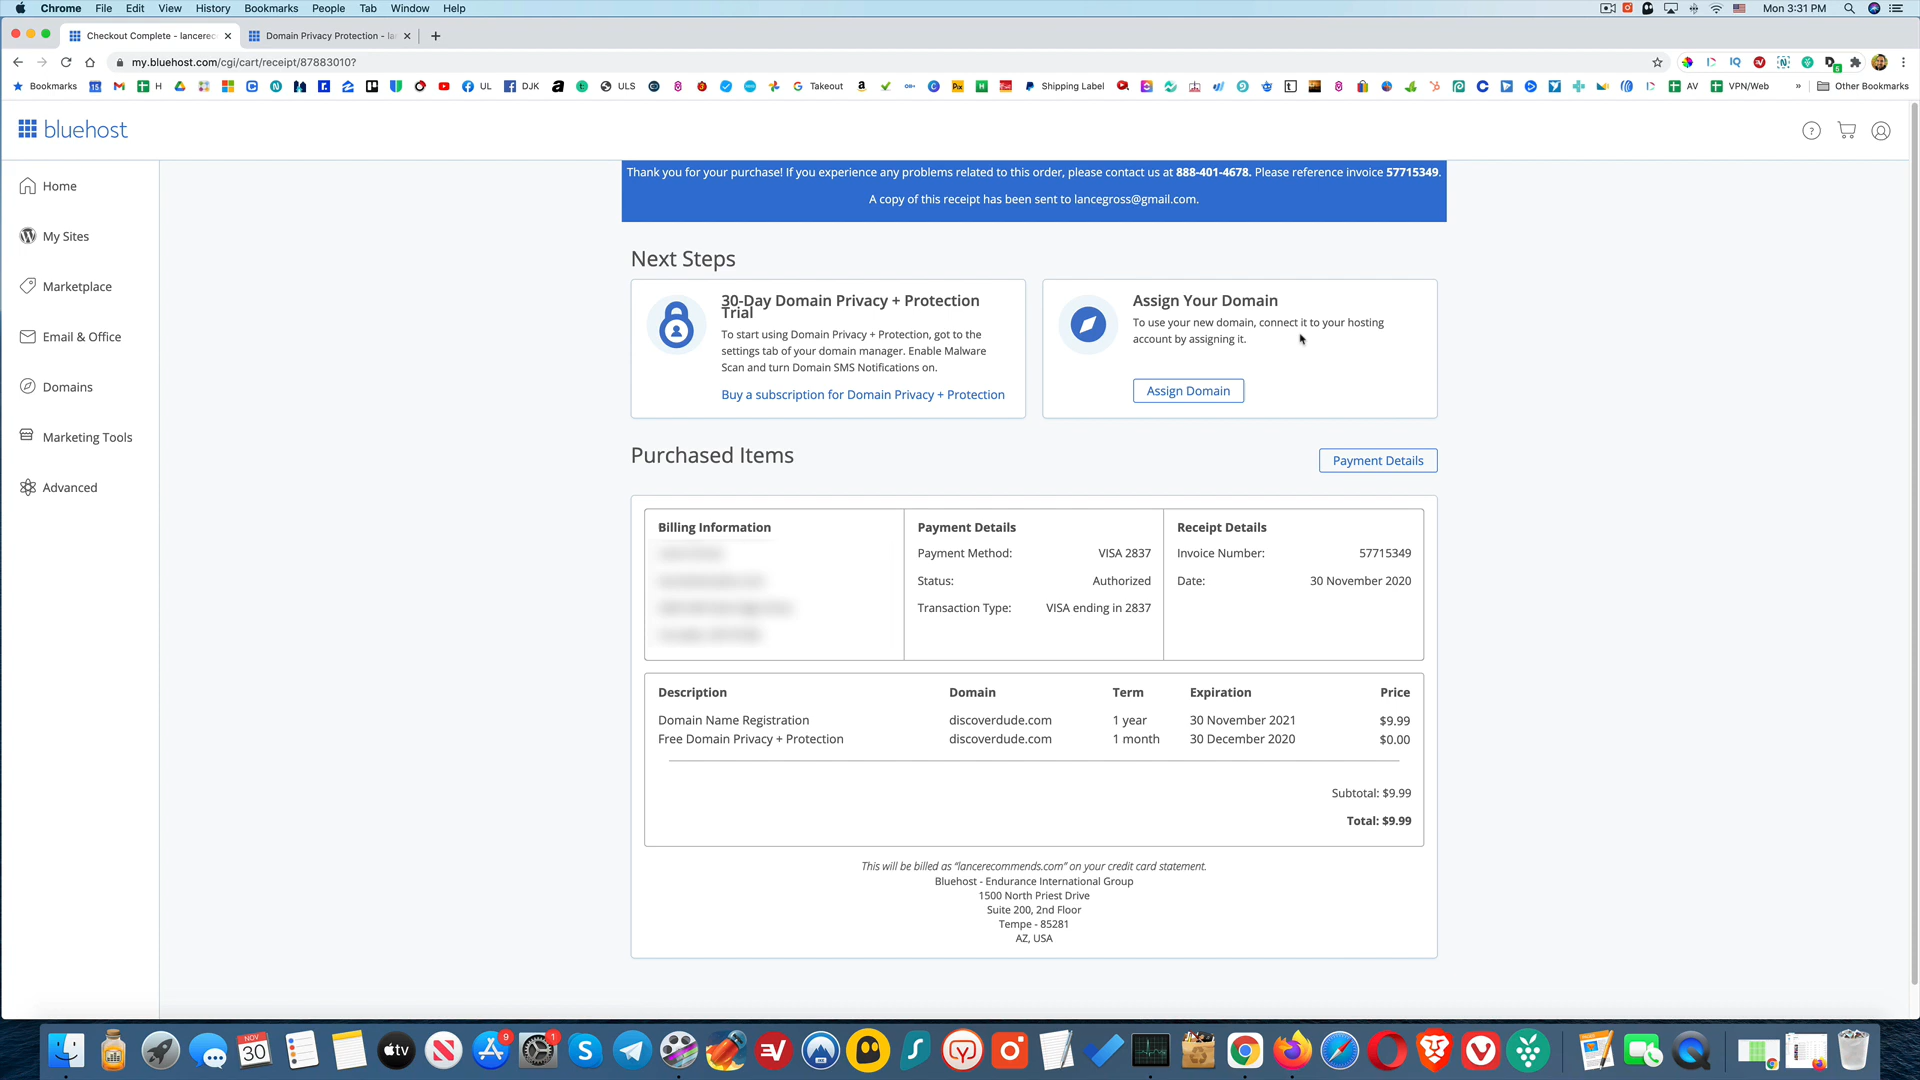 Chrome File Edit View History Bookmarks People Tab Window Help
Mon 3:31 PM
Checkout Complete - lancerec
Domain Privacy Protection - la
my.bluehost.com/cgi/cart/receipt/87883010?
Bookmarks H UL DJK ULS Takeout Shipping Label AV VPN/Web » Other Bookmarks
bluehost
Home
My Sites
Marketplace
Email & Office
Domains
Marketing Tools
Advanced
Thank you for your purchase! If you experience any problems related to this order, please contact us at 888-401-4678. Please reference invoice 57715349.
A copy of this receipt has been sent to lancegross@gmail.com.
Next Steps
30-Day Domain Privacy + Protection
Trial
To start using Domain Privacy + Protection, got to the
settings tab of your domain manager. Enable Malware
Scan and turn Domain SMS Notifications on.
Buy a subscription for Domain Privacy + Protection
Assign Your Domain
To use your new domain, connect it to your hosting
account by assigning it.
Assign Domain
Purchased Items
Payment Details
Billing Information
Payment Details
Payment Method: VISA 2837
Status: Authorized
Transaction Type: VISA ending in 2837
Receipt Details
Invoice Number: 57715349
Date: 30 November 2020
Description Domain Term Expiration Price
Domain Name Registration discoverdude.com 1 year 30 November 2021 $9.99
Free Domain Privacy + Protection discoverdude.com 1 month 30 December 2020 $0.00
Subtotal: $9.99
Total: $9.99
This will be billed as “lancerecommends.com” on your credit card statement.
Bluehost - Endurance International Group
1500 North Priest Drive
Suite 200, 2nd Floor
Tempe - 85281
AZ, USA
NOV
30
tv
9
1